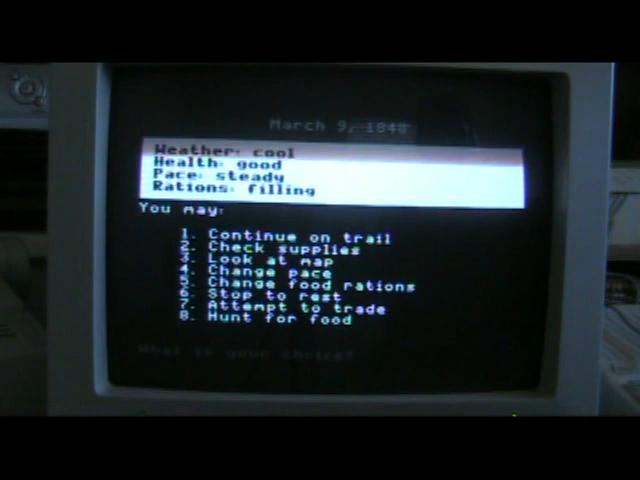 March 9, 1848
Weather: cool
Health: good
Pace: steady
Rations: filling
You may:
1. Continue on trail
2. Check supplies
3. Look at map
4. Change pace
5. Change food rations
6. Stop to rest
7. Attempt to trade
8. Hunt for food
What is your choice?